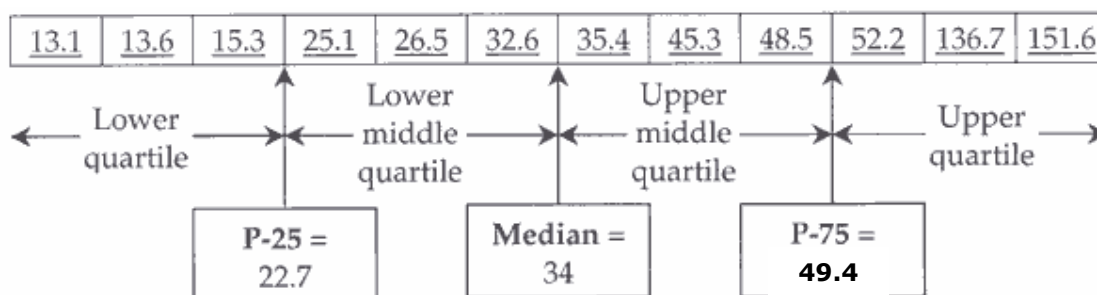 13.1 13.6 15.3 25.1 26.5 32.6 35.4 45.3 48.5 52.2 136.7 151.6
Lower
quartile
Lower
middle
quartile
Upper
middle
quartile
Upper
quartile
P-25 =
22.7
Median =
34
P-75 =
49.4